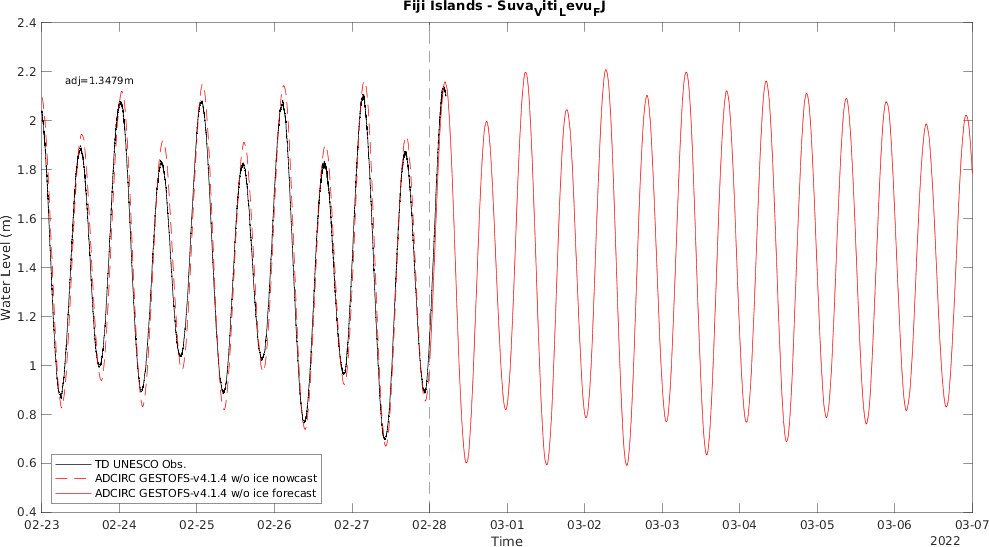 Fiji Islands - Suva_Viti_Levu_FJ
2.4
2.2
2
1.8
1.6
1.4
1.2
1
0.8
0.6
0.4
Water Level (m)
adj=1.3479m
TD UNESCO Obs.
ADCIRC GESTOFS-v4.1.4 w/o ice nowcast
ADCIRC GESTOFS-v4.1.4 w/o ice forecast
02-23 02-24 02-25 02-26 02-27 02-28 03-01 03-02 03-03 03-04 03-05 03-06 03-07
Time
2022